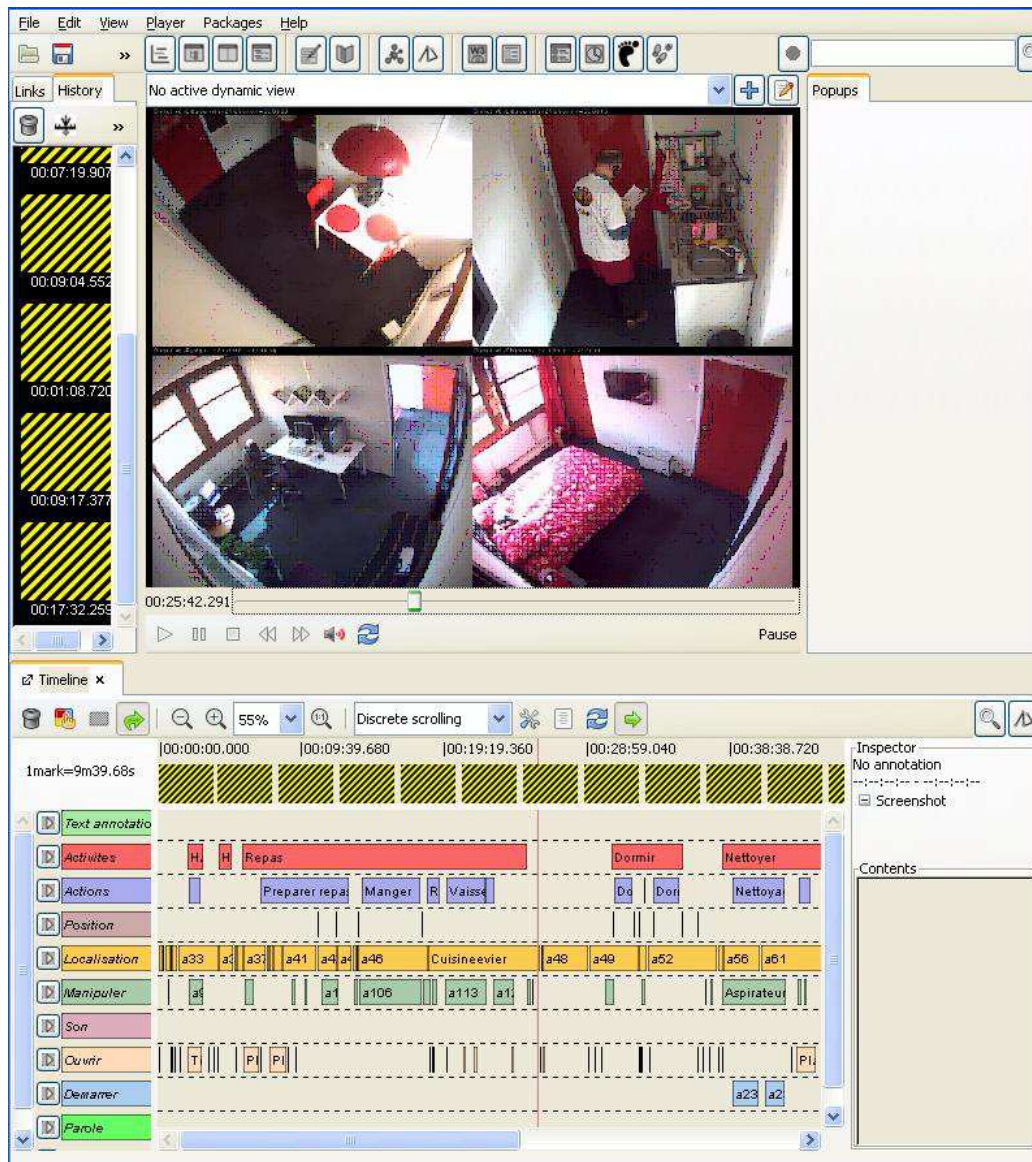 File Edit View Player Packages Help
Links History
No active dynamic view
Popups
00:07:19.907
00:09:04.552
00:01:08.720
00:09:17.377
00:17:32.259
00:25:42.291
Pause
Timeline
55%
Discrete scrolling
1mark=9m39.68s
00:00:00.000 00:09:39.680 00:19:19.360 00:28:59.040 00:38:38.720
Inspector
No annotation
--:--:--:-- - --:--:--:--
Screenshot
Contents
Text annotatio
Activites H. H Repas Dormir Nettoyer
Actions Preparer repa: Manger R Vaisse Do Dor Nettoya
Position
Localisation a33 a37 a41 a46 Cuisineevier a48 a49 a52 a56 a61
Manipuler a106 a113 Aspirateur
Son
Ouvrir Pl Pl Pl
Demarrer a23 a2
Parole